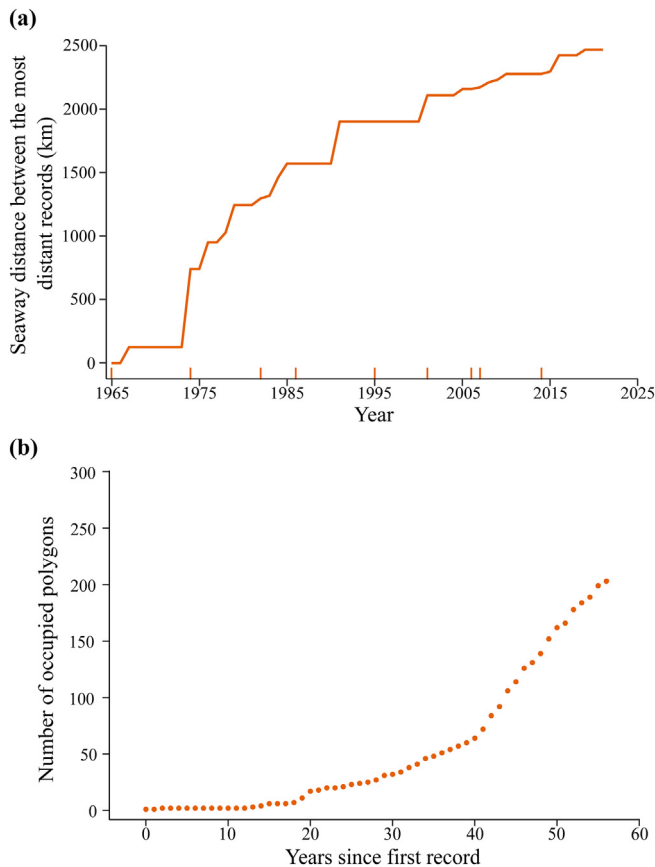 (a)
Seaway distance between the most
distant records (km)
2500
2000
1500
1000
500
0
1965 1975 1985 1995 2005 2015 2025
Year
(b)
Number of occupied polygons
300
250
200
150
100
50
0
0 10 20 30 40 50 60
Years since first record